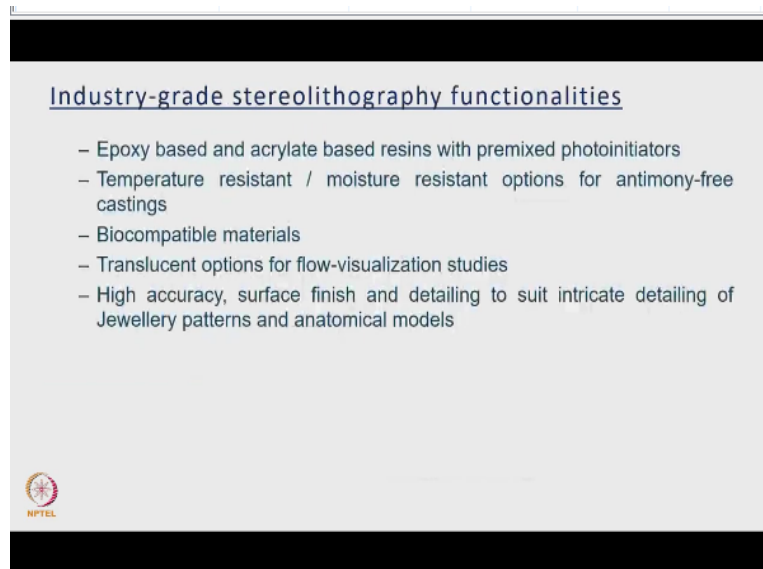 Industry-grade stereolithography functionalities
– Epoxy based and acrylate based resins with premixed photoinitiators
– Temperature resistant / moisture resistant options for antimony-free
castings
– Biocompatible materials
– Translucent options for flow-visualization studies
– High accuracy, surface finish and detailing to suit intricate detailing of
Jewellery patterns and anatomical models
NPTEL